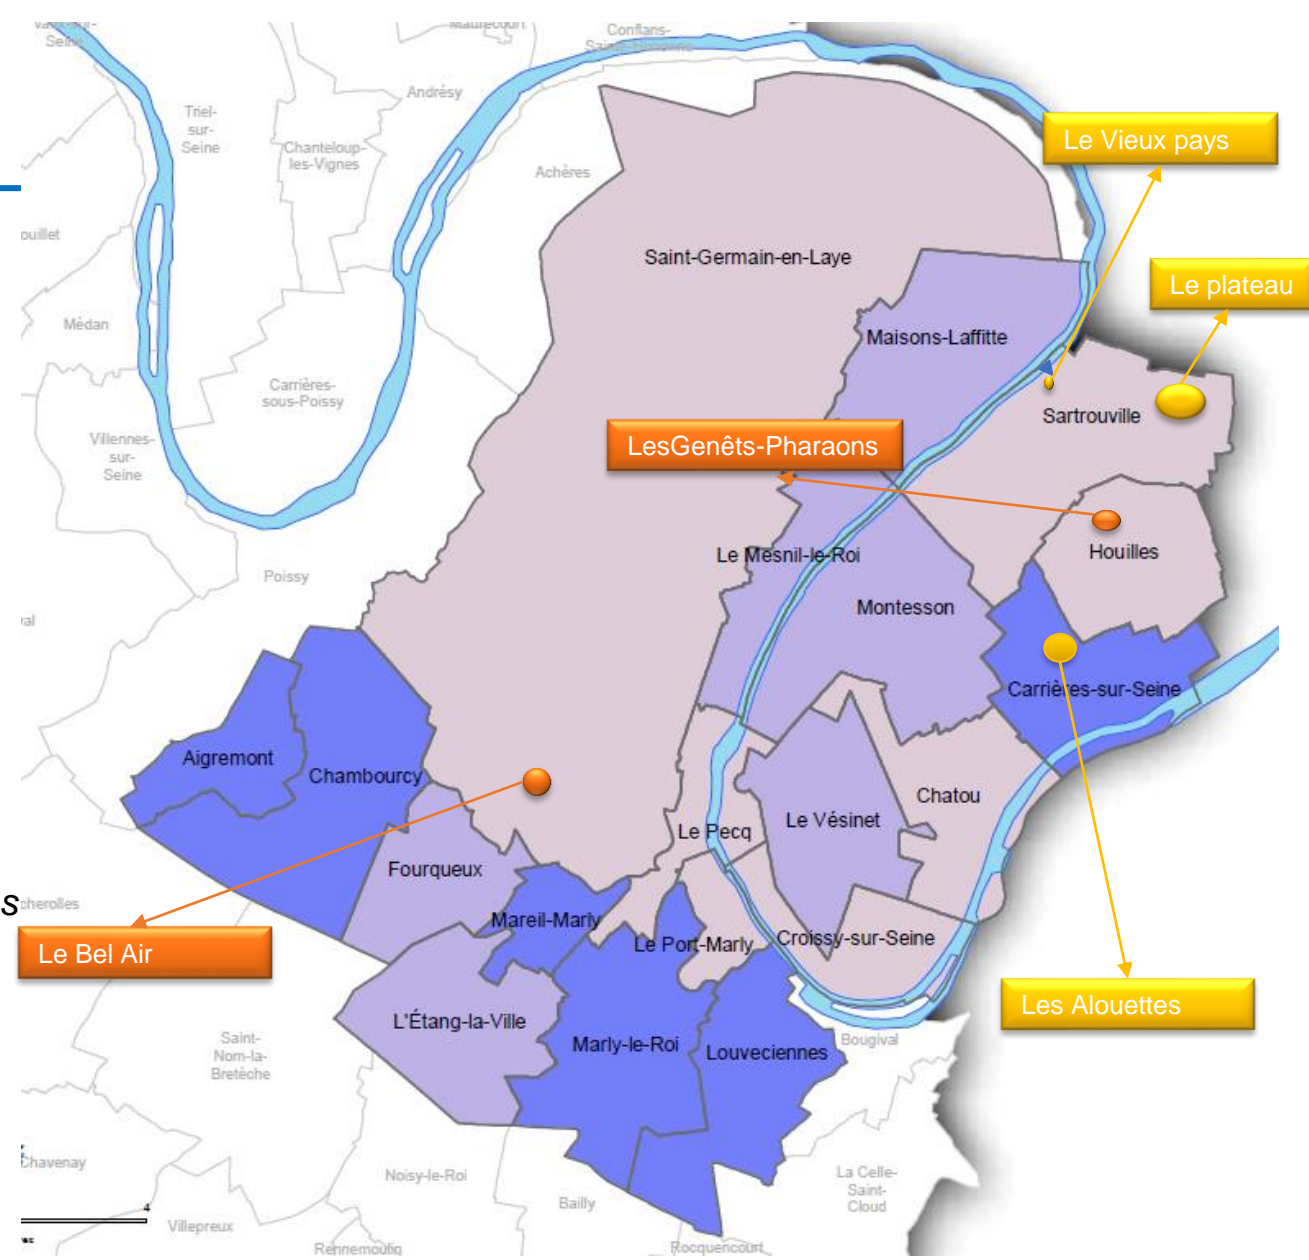 Seine
Triel-
sur-
Seine
Andrésy
Conflans-
Chanteloup-
les-Vignes
Achères
Le Vieux pays
Saint-Germain-en-Laye
Le plateau
Médan
Maisons-Laffitte
Carrières-
sous-Poissy
Sartrouville
Villennes-
sur-
Seine
LesGenêts-Pharaons
Le Mesnil-le-Roi
Houilles
Poissy
Montesson
Carrières-sur-Seine
Aigremont
Chambourcy
Chatou
Le Vésinet
Le Pecq
Fourqueux
s
Mareil-Marly
Le Port-Marly
Croissy-sur-Seine
Le Bel Air
Les Alouettes
L'Étang-la-Ville
Marly-le-Roi
Louveciennes
Bougival
Saint-
Nom-la-
Bretèche
Chavenay
Noisy-le-Roi
La Celle-
Saint-
Cloud
Bailly
4
Villepreux
Rennemoulin
Rocquencourt